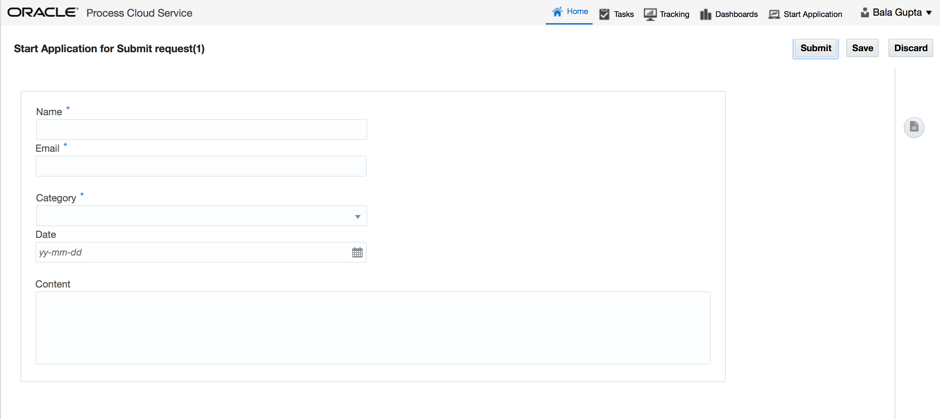 ORACLE® Process Cloud Service Home Tasks Tracking Dashboards Start Application Bala Gupta
Start Application for Submit request(1) Submit Save Discard
Name *
Email *
Category *
Date
yy-mm-dd
Content